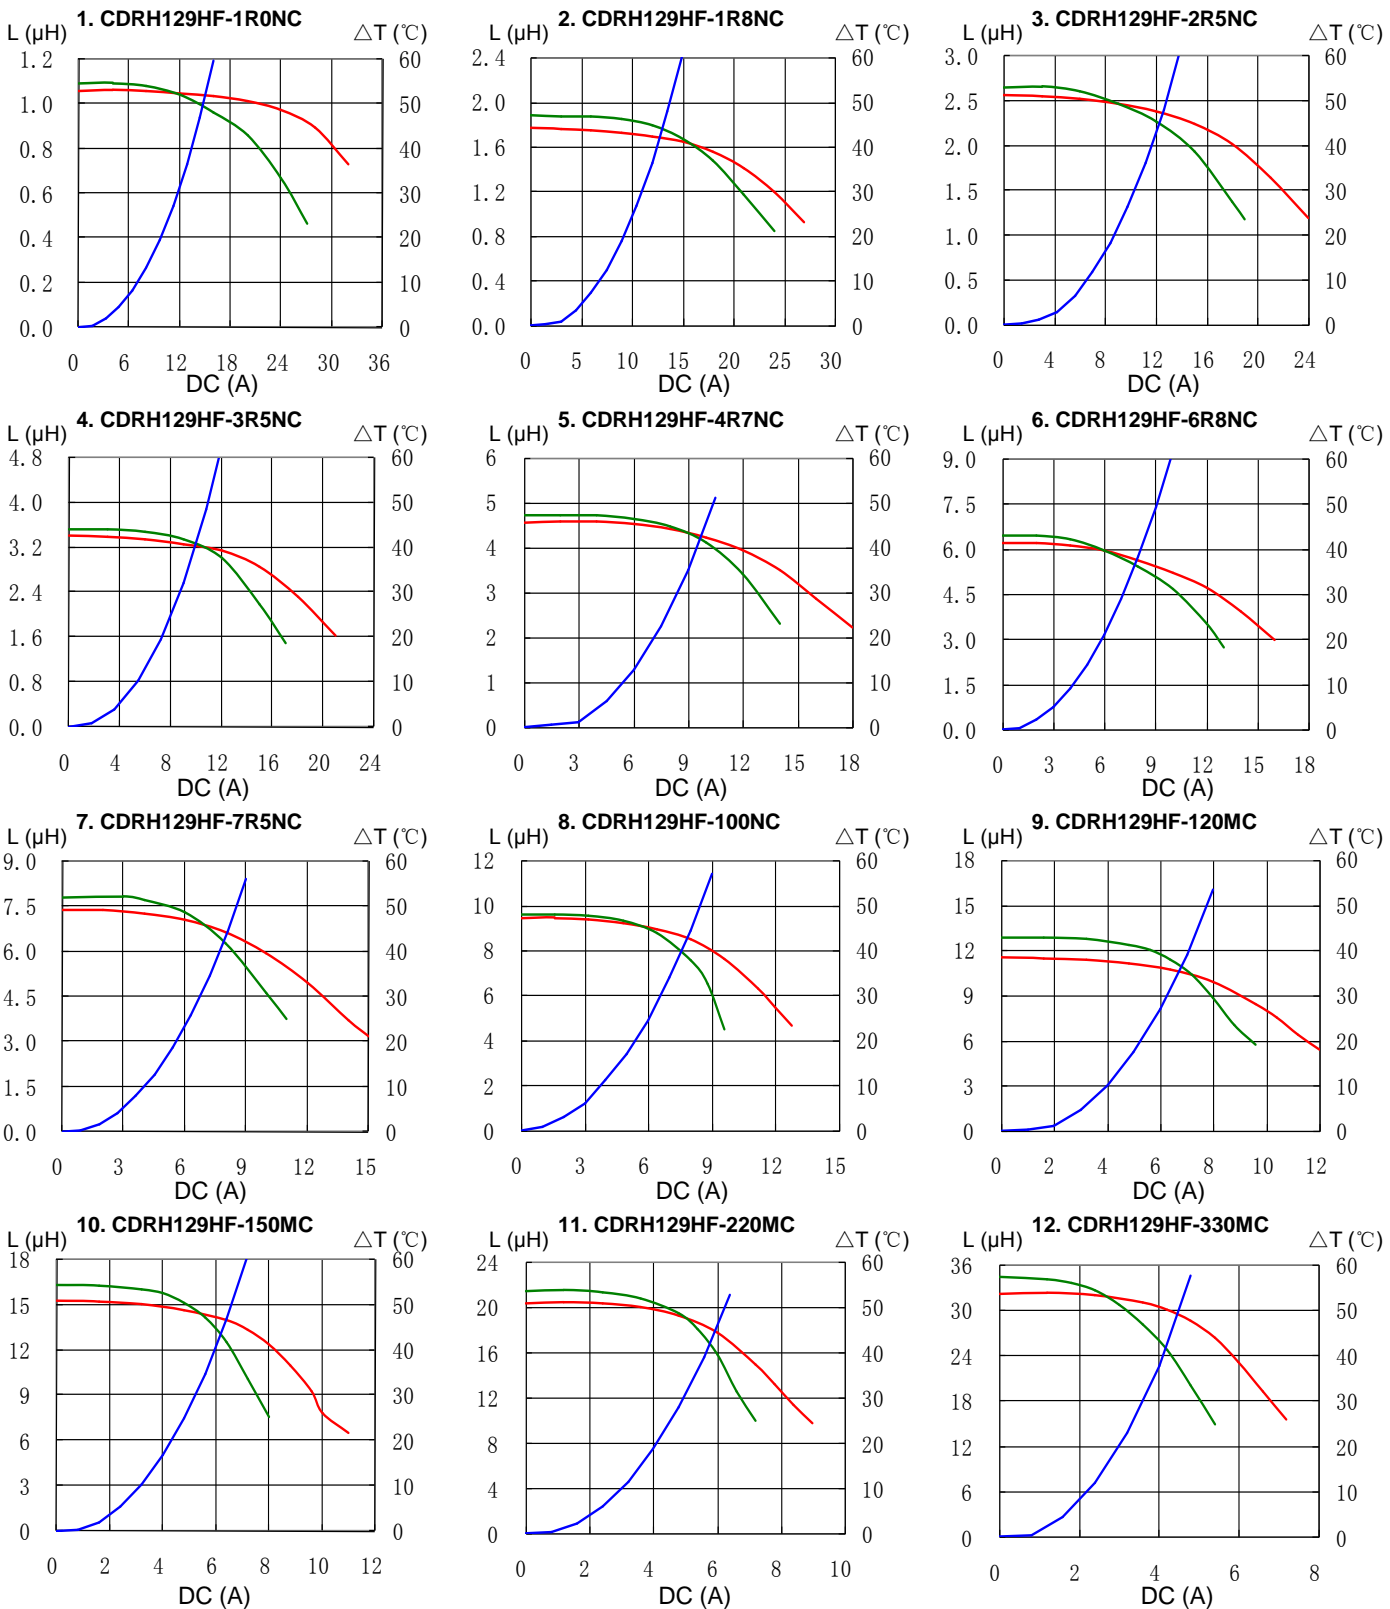 1. CDRH129HF-1R0NC
L (μH) △T (℃)
1.2 60
1.0 50
0.8 40
0.6 30
0.4 20
0.2 10
0.0 0
0 6 12 18 24 30 36
DC (A)
2. CDRH129HF-1R8NC
L (μH) △T (℃)
2.4 60
2.0 50
1.6 40
1.2 30
0.8 20
0.4 10
0.0 0
0 5 10 15 20 25 30
DC (A)
3. CDRH129HF-2R5NC
L (μH) △T (℃)
3.0 60
2.5 50
2.0 40
1.5 30
1.0 20
0.5 10
0.0 0
0 4 8 12 16 20 24
DC (A)
4. CDRH129HF-3R5NC
L (μH) △T (℃)
4.8 60
4.0 50
3.2 40
2.4 30
1.6 20
0.8 10
0.0 0
0 4 8 12 16 20 24
DC (A)
5. CDRH129HF-4R7NC
L (μH) △T (℃)
6 60
5 50
4 40
3 30
2 20
1 10
0 0
0 3 6 9 12 15 18
DC (A)
6. CDRH129HF-6R8NC
L (μH) △T (℃)
9.0 60
7.5 50
6.0 40
4.5 30
3.0 20
1.5 10
0.0 0
0 3 6 9 12 15 18
DC (A)
7. CDRH129HF-7R5NC
L (μH) △T (℃)
9.0 60
7.5 50
6.0 40
4.5 30
3.0 20
1.5 10
0.0 0
0 3 6 9 12 15
DC (A)
8. CDRH129HF-100NC
L (μH) △T (℃)
12 60
10 50
8 40
6 30
4 20
2 10
0 0
0 3 6 9 12 15
DC (A)
9. CDRH129HF-120MC
L (μH) △T (℃)
18 60
15 50
12 40
9 30
6 20
3 10
0 0
0 2 4 6 8 10 12
DC (A)
10. CDRH129HF-150MC
L (μH) △T (℃)
18 60
15 50
12 40
9 30
6 20
3 10
0 0
0 2 4 6 8 10 12
DC (A)
11. CDRH129HF-220MC
L (μH) △T (℃)
24 60
20 50
16 40
12 30
8 20
4 10
0 0
0 2 4 6 8 10
DC (A)
12. CDRH129HF-330MC
L (μH) △T (℃)
36 60
30 50
24 40
18 30
12 20
6 10
0 0
0 2 4 6 8
DC (A)